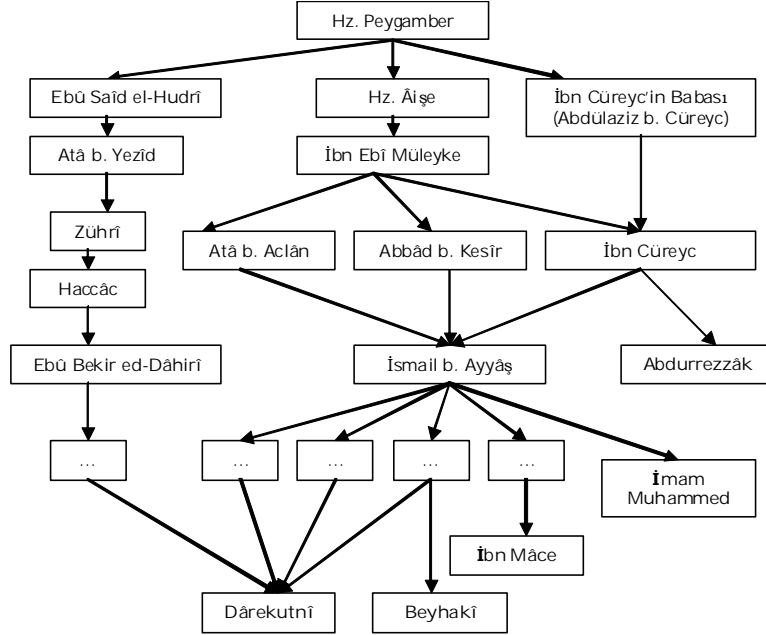 Hz. Peygamber
Ebû Saîd el-Hudrî
Hz. Âişe
İbn Cüreyc'in Babası
(Abdülaziz b. Cüreyc)
Atâ b. Yezîd
İbn Ebî Müleyke
Zührî
Atâ b. Aclân
Abbâd b. Kesîr
İbn Cüreyc
Haccâc
Ebû Bekir ed-Dâhirî
İsmail b. Ayyâş
Abdurrezzâk
...
...
...
...
...
İmam
Muhammed
İbn Mâce
Dârekutnî
Beyhakî